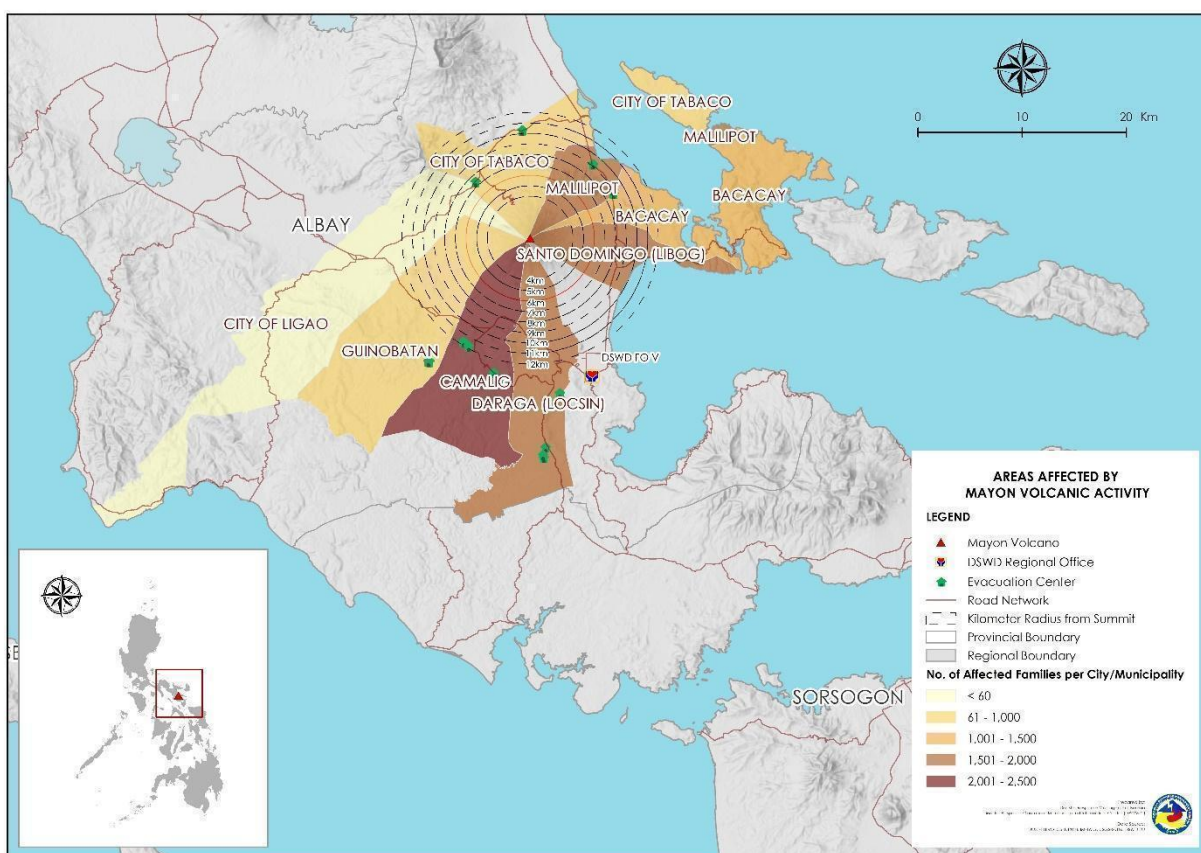 CITY OF TABACO
MALILIPOT
BACACAY
0 10 20 Km
CITY OF TABACO
MALILIPOT
BACACAY
ALBAY
SANTO DOMINGO (LIBOG)
4km
5km
6km
7km
8km
9km
10km
11km
12km
CITY OF LIGAO
GUINOBATAN
CAMALIG
DARAGA (LOCSIN)
DSWD FO V
SORSOGON
SE
AREAS AFFECTED BY
MAYON VOLCANIC ACTIVITY
LEGEND
Mayon Volcano
DSWD Regional Office
Evacuation Center
Road Network
Kilometer Radius from Summit
Provincial Boundary
Regional Boundary
No. of Affected Families per City/Municipality
< 60
61 - 1,000
1,001 - 1,500
1,501 - 2,000
2,001 - 2,500